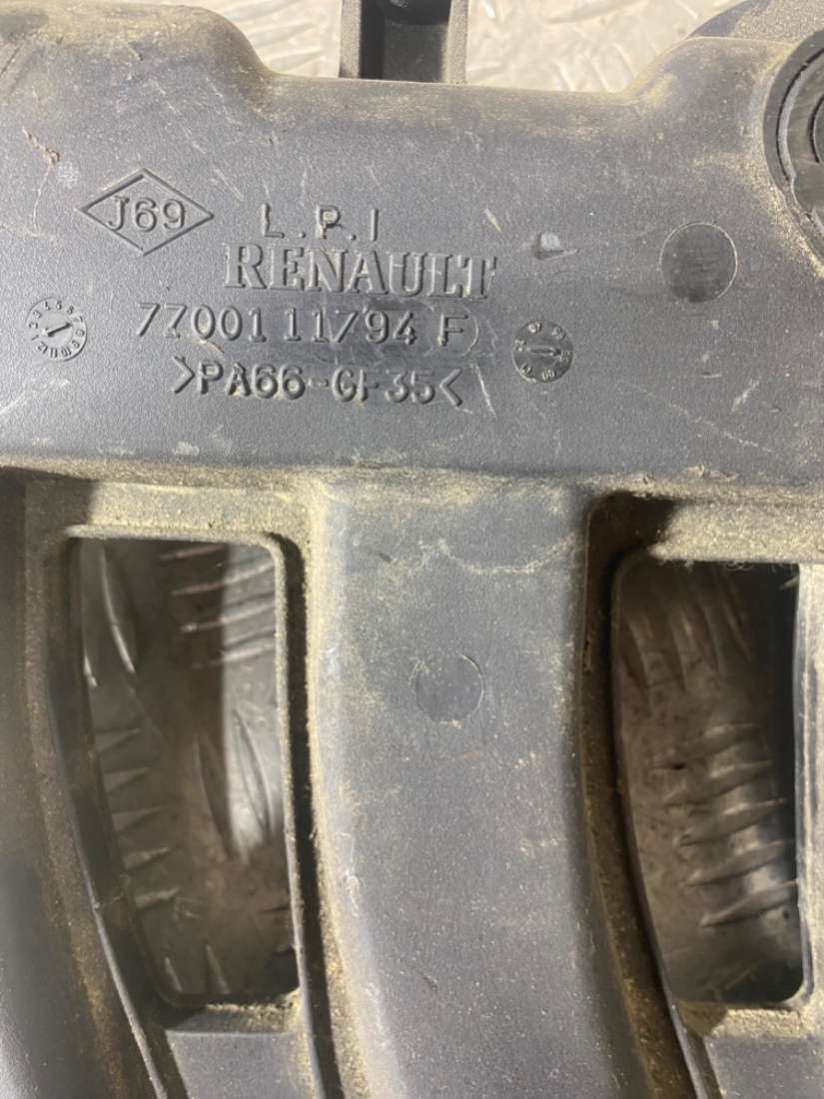 J69
L.P.I
RENAULT
7700111794 F
>PA66-GF35<